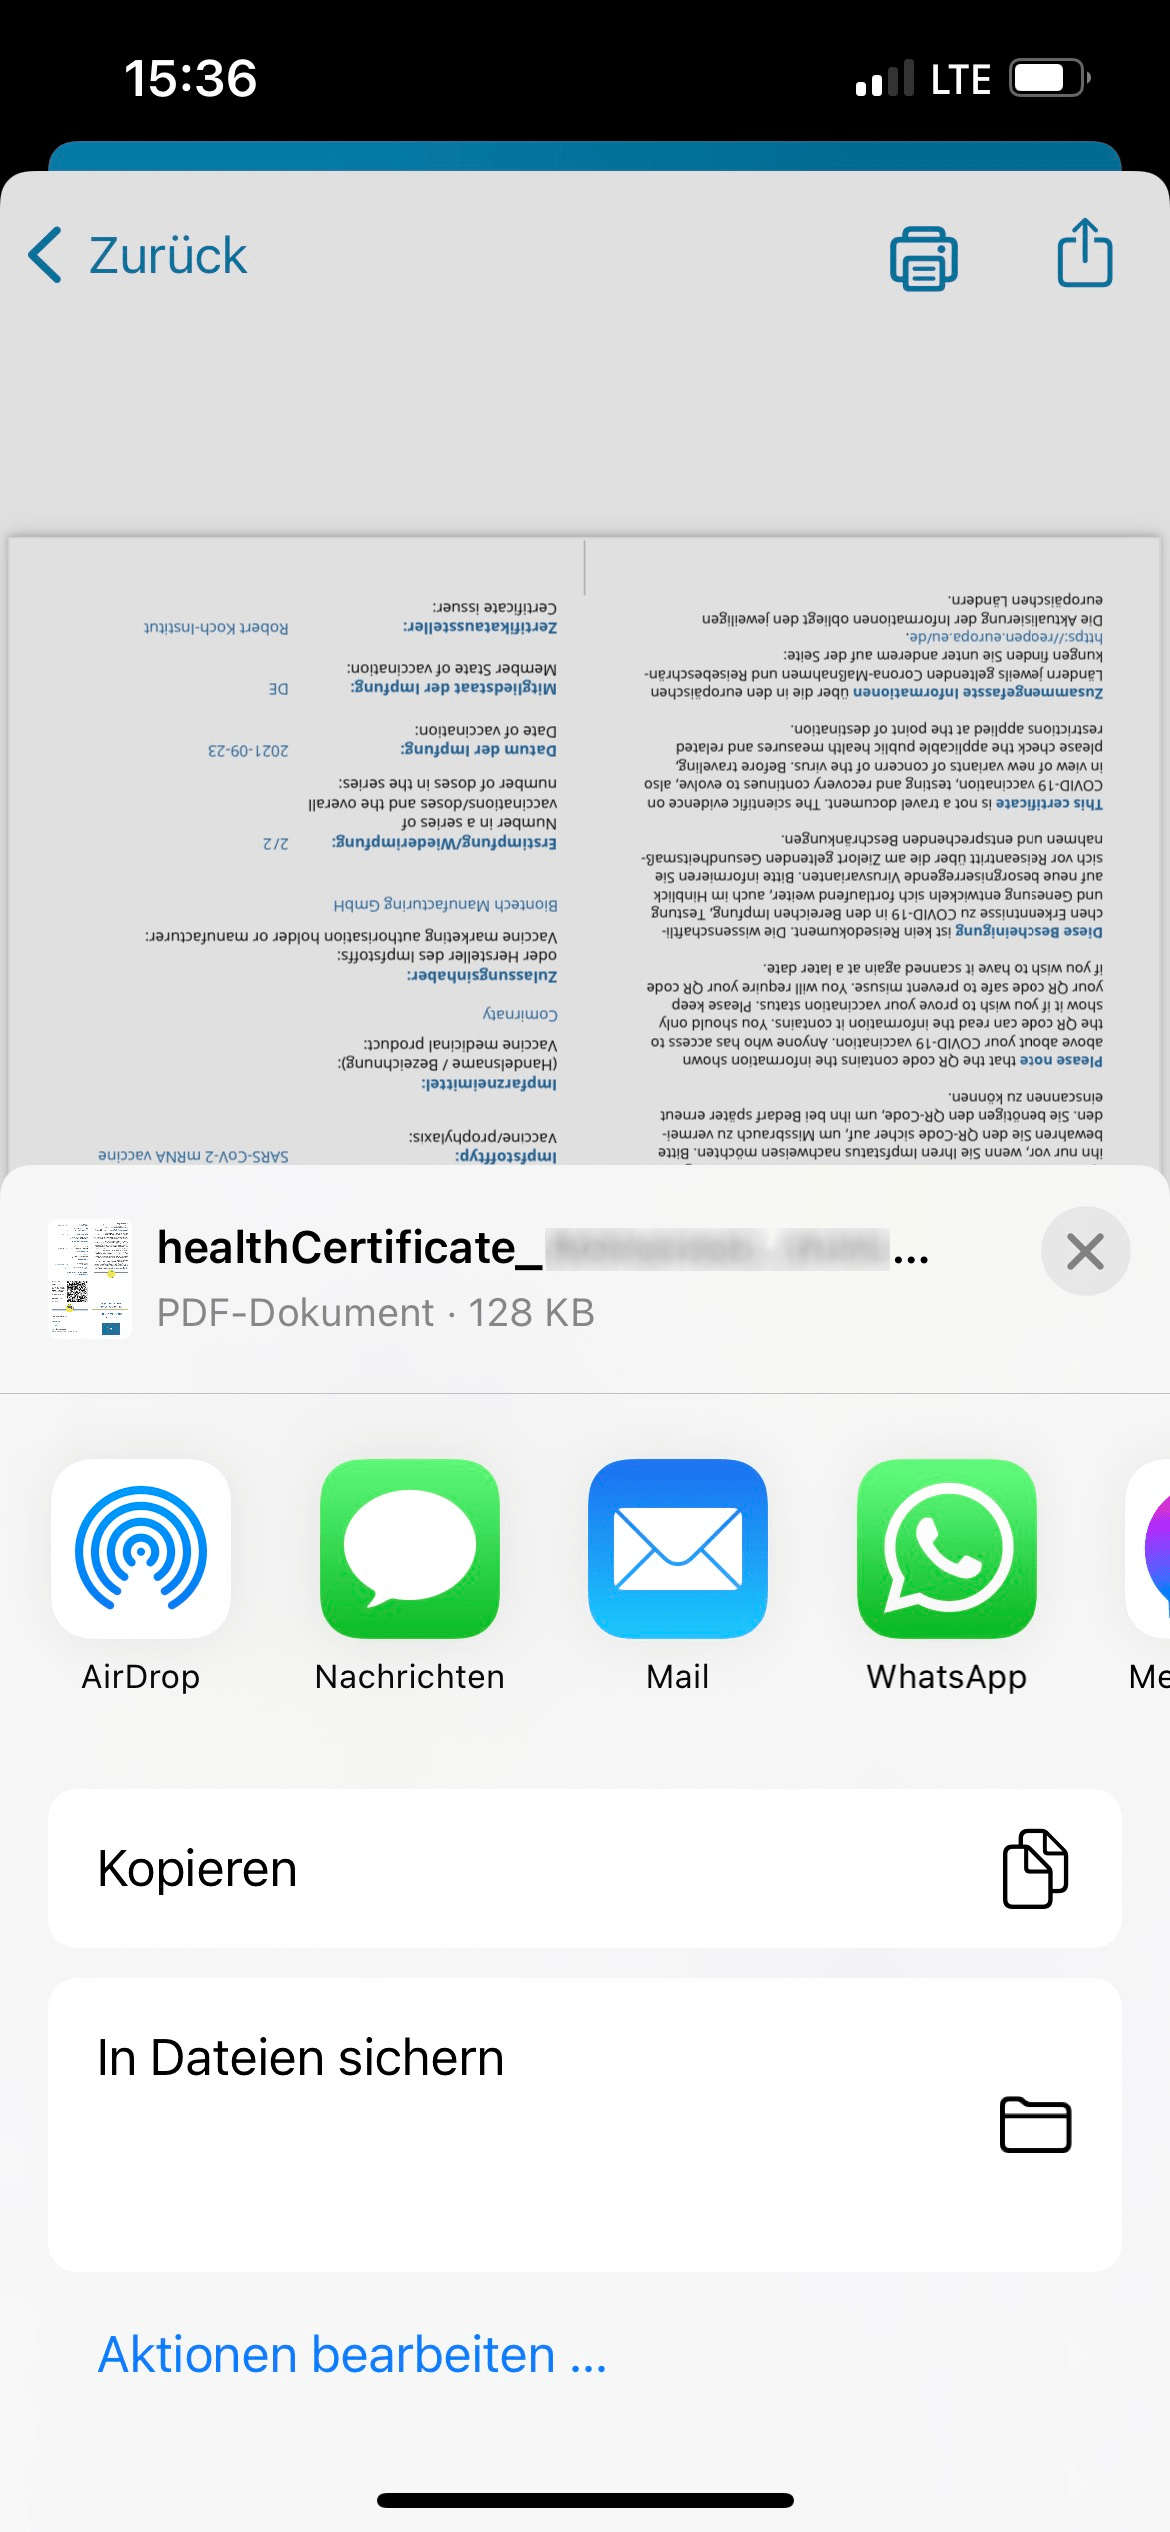 15:36
LTE
Zurück
ihn nur vor, wenn Sie Ihren Impfstatus nachweisen möchten. Bitte
bewahren Sie den QR-Code sicher auf, um Missbrauch zu vermei-
den. Sie benötigen den QR-Code, um ihn bei Bedarf später erneut
einscannen zu können.
Please note that the QR code contains the information shown
above about your COVID-19 vaccination. Anyone who has access to
the QR code can read the information it contains. You should only
show it if you wish to prove your vaccination status. Please keep
your QR code safe to prevent misuse. You will require your QR code
if you wish to have it scanned again at a later date.
Diese Bescheinigung ist kein Reisedokument. Die wissenschaftli-
chen Erkenntnisse zu COVID-19 in den Bereichen Impfung, Testung
und Genesung entwickeln sich fortlaufend weiter, auch im Hinblick
auf neue besorgniserregende Virusvarianten. Bitte informieren Sie
sich vor Reiseantritt über die am Zielort geltenden Gesundheitsmaß-
nahmen und entsprechenden Beschränkungen.
This certificate is not a travel document. The scientific evidence on
COVID-19 vaccination, testing and recovery continues to evolve, also
in view of new variants of concern of the virus. Before traveling,
please check the applicable public health measures and related
restrictions applied at the point of destination.
Zusammengefasste Informationen über die in den europäischen
Ländern jeweils geltenden Corona-Maßnahmen und Reisebeschrän-
kungen finden Sie unter anderem auf der Seite:
https://reopen.europa.eu/de.
Die Aktualisierung der Informationen obliegt den jeweiligen
europäischen Ländern.
Impfstofftyp: SARS-CoV-2 mRNA vaccine
Vaccine/prophylaxis:
Impfarzneimittel:
(Handelsname / Bezeichnung):
Vaccine medicinal product:
Comirnaty
Zulassungsinhaber:
oder Hersteller des Impfstoffs:
Vaccine marketing authorisation holder or manufacturer:
Biontech Manufacturing GmbH
Erstimpfung/Wiederimpfung: 2/2
Number in a series of
vaccinations/doses and the overall
number of doses in the series:
Datum der Impfung: 2021-09-23
Date of vaccination:
Mitgliedstaat der Impfung: DE
Member State of vaccination:
Zertifikataussteller: Robert Koch-Institut
Certificate issuer:
healthCertificate_ ...
PDF-Dokument · 128 KB
AirDrop
Nachrichten
Mail
WhatsApp
Me
Kopieren
In Dateien sichern
Aktionen bearbeiten ...